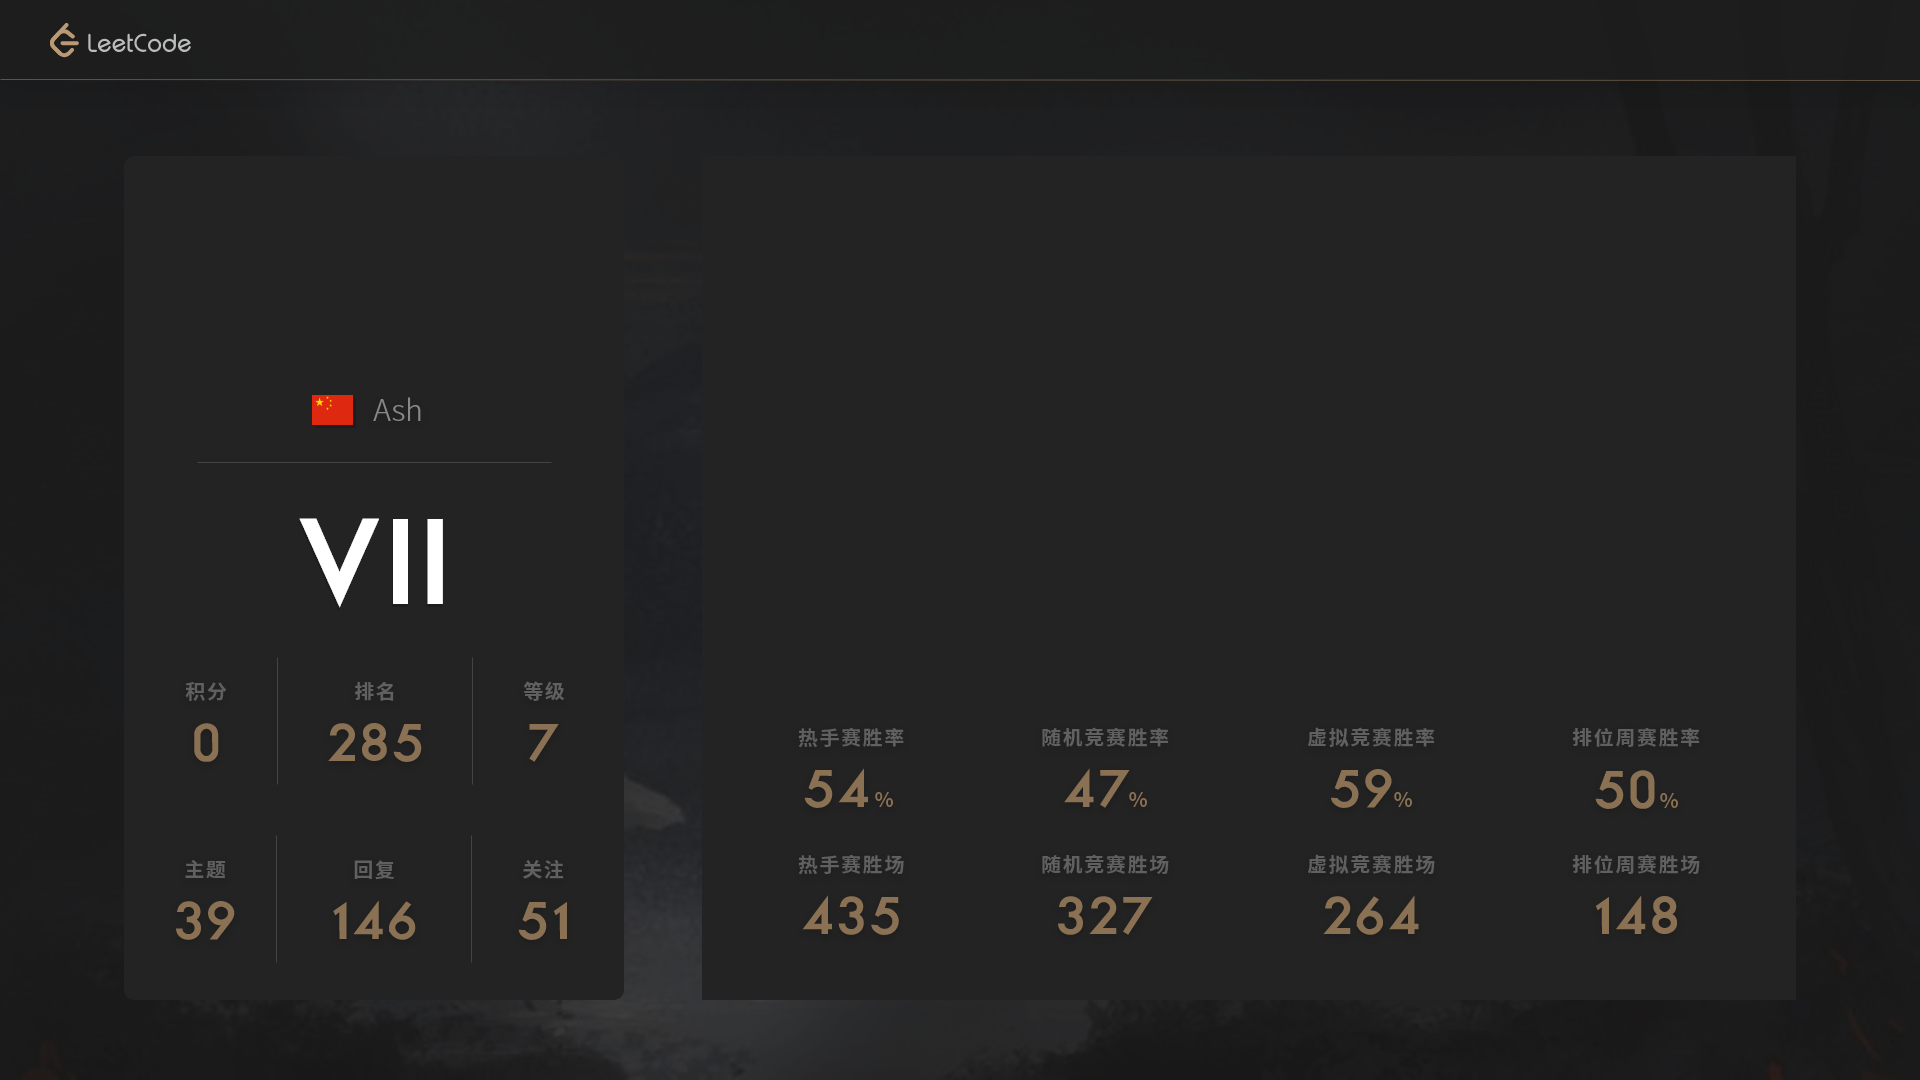 LeetCode
Ash
VII
积分 排名 等级
0 285 7
主题 回复 关注
39 146 51
热手赛胜率 随机竞赛胜率 虚拟竞赛胜率 排位周赛胜率
54% 47% 59% 50%
热手赛胜场 随机竞赛胜场 虚拟竞赛胜场 排位周赛胜场
435 327 264 148